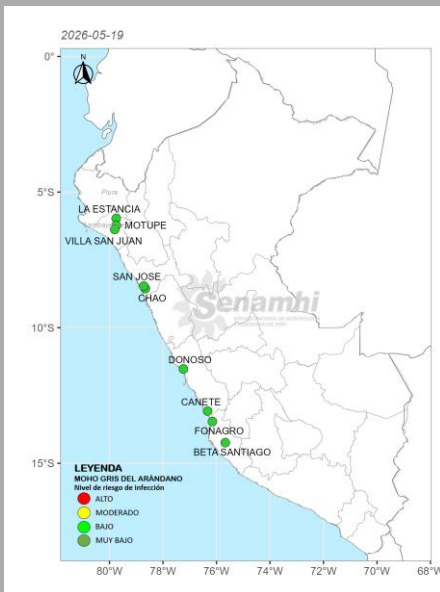 2026-05-19
N
0°
5°S
10°S
15°S
Piura
LA ESTANCIA
MOTUPE
VILLA SAN JUAN
SAN JOSE
CHAO
Senamhi
DONOSO
CANETE
FONAGRO
BETA SANTIAGO
LEYENDA
MOHO GRIS DEL ARÁNDANO
Nivel de riesgo de infección
ALTO
MODERADO
BAJO
MUY BAJO
80°W 78°W 76°W 74°W 72°W 70°W 68°W